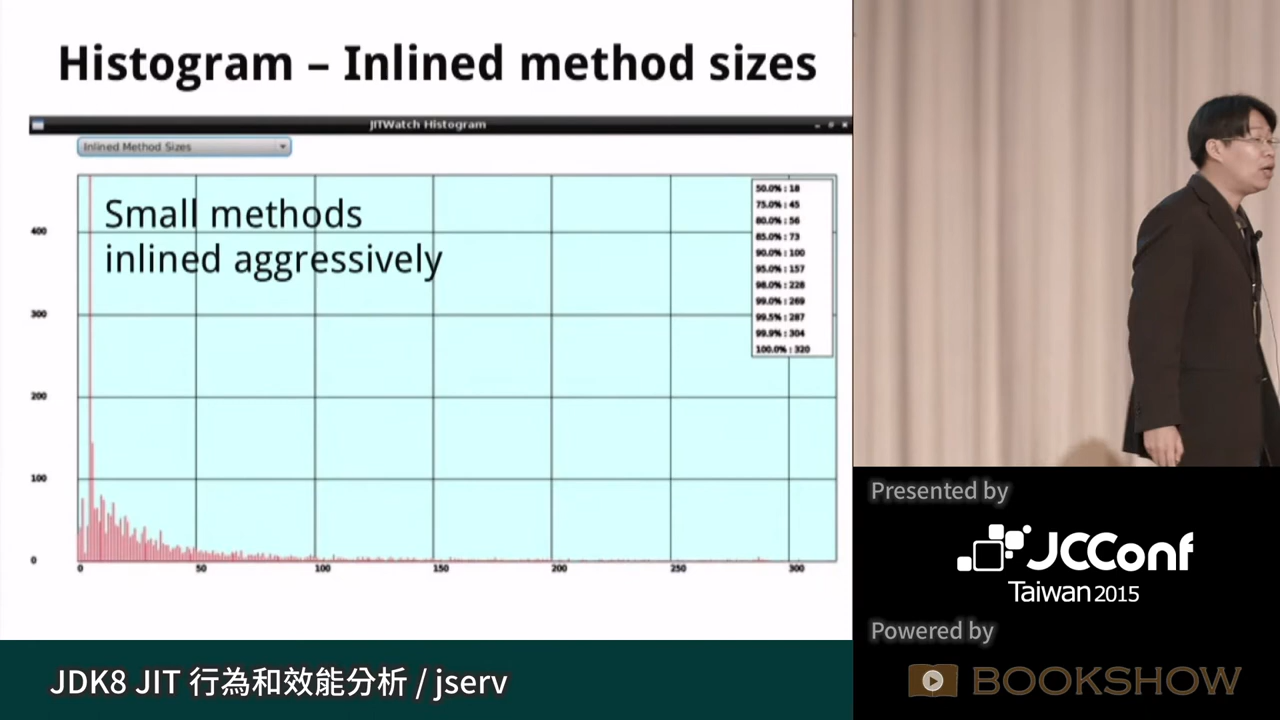 Histogram – Inlined method sizes
JITWatch Histogram
Inlined Method Sizes
Small methods
inlined aggressively
400
300
200
100
0
0 50 100 150 200 250 300
50.0% : 18
75.0% : 45
80.0% : 56
85.0% : 73
90.0% : 100
95.0% : 157
98.0% : 228
99.0% : 269
99.5% : 287
99.9% : 304
100.0% : 320
Presented by
JCConf
Taiwan 2015
Powered by
BOOKSHOW
JDK8 JIT 行為和效能分析 / jserv